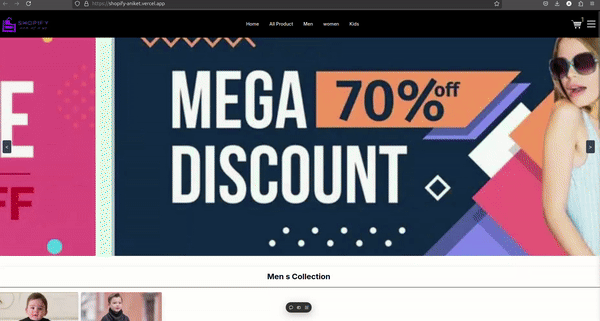 https://shopify-aniket.vercel.app
SHOPIFY
Home All Product Men women Kids
E
FF
MEGA 70% off
DISCOUNT
< >
Men s Collection